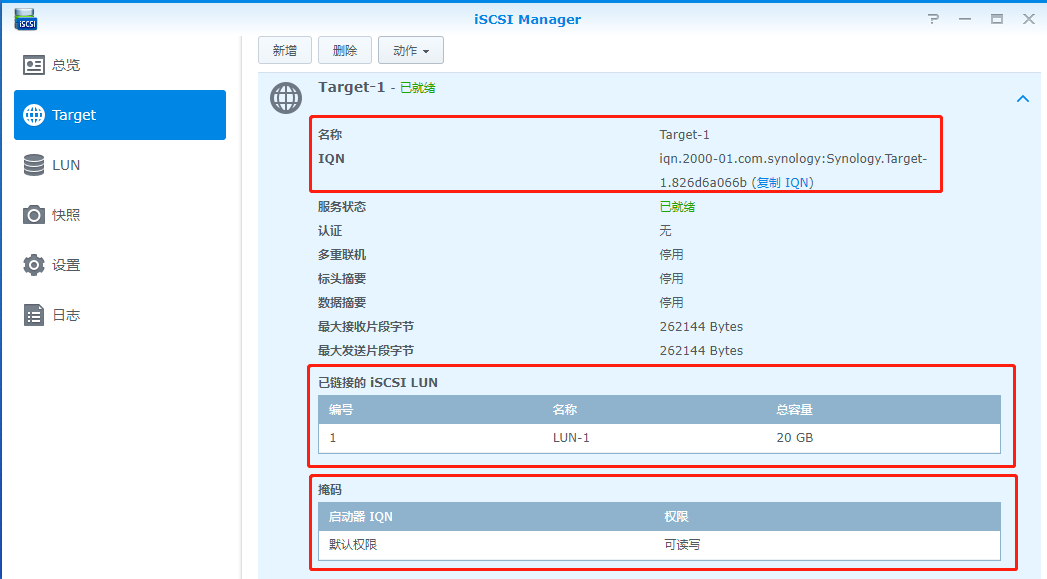 iSCSI
iSCSI Manager
总览
Target
LUN
快照
设置
日志
新增 删除 动作
Target-1 - 已就绪
名称 Target-1
IQN iqn.2000-01.com.synology:Synology.Target-
1.826d6a066b (复制 IQN)
服务状态 已就绪
认证 无
多重联机 停用
标头摘要 停用
数据摘要 停用
最大接收片段字节 262144 Bytes
最大发送片段字节 262144 Bytes
已链接的 iSCSI LUN
编号 名称 总容量
1 LUN-1 20 GB
掩码
启动器 IQN 权限
默认权限 可读写